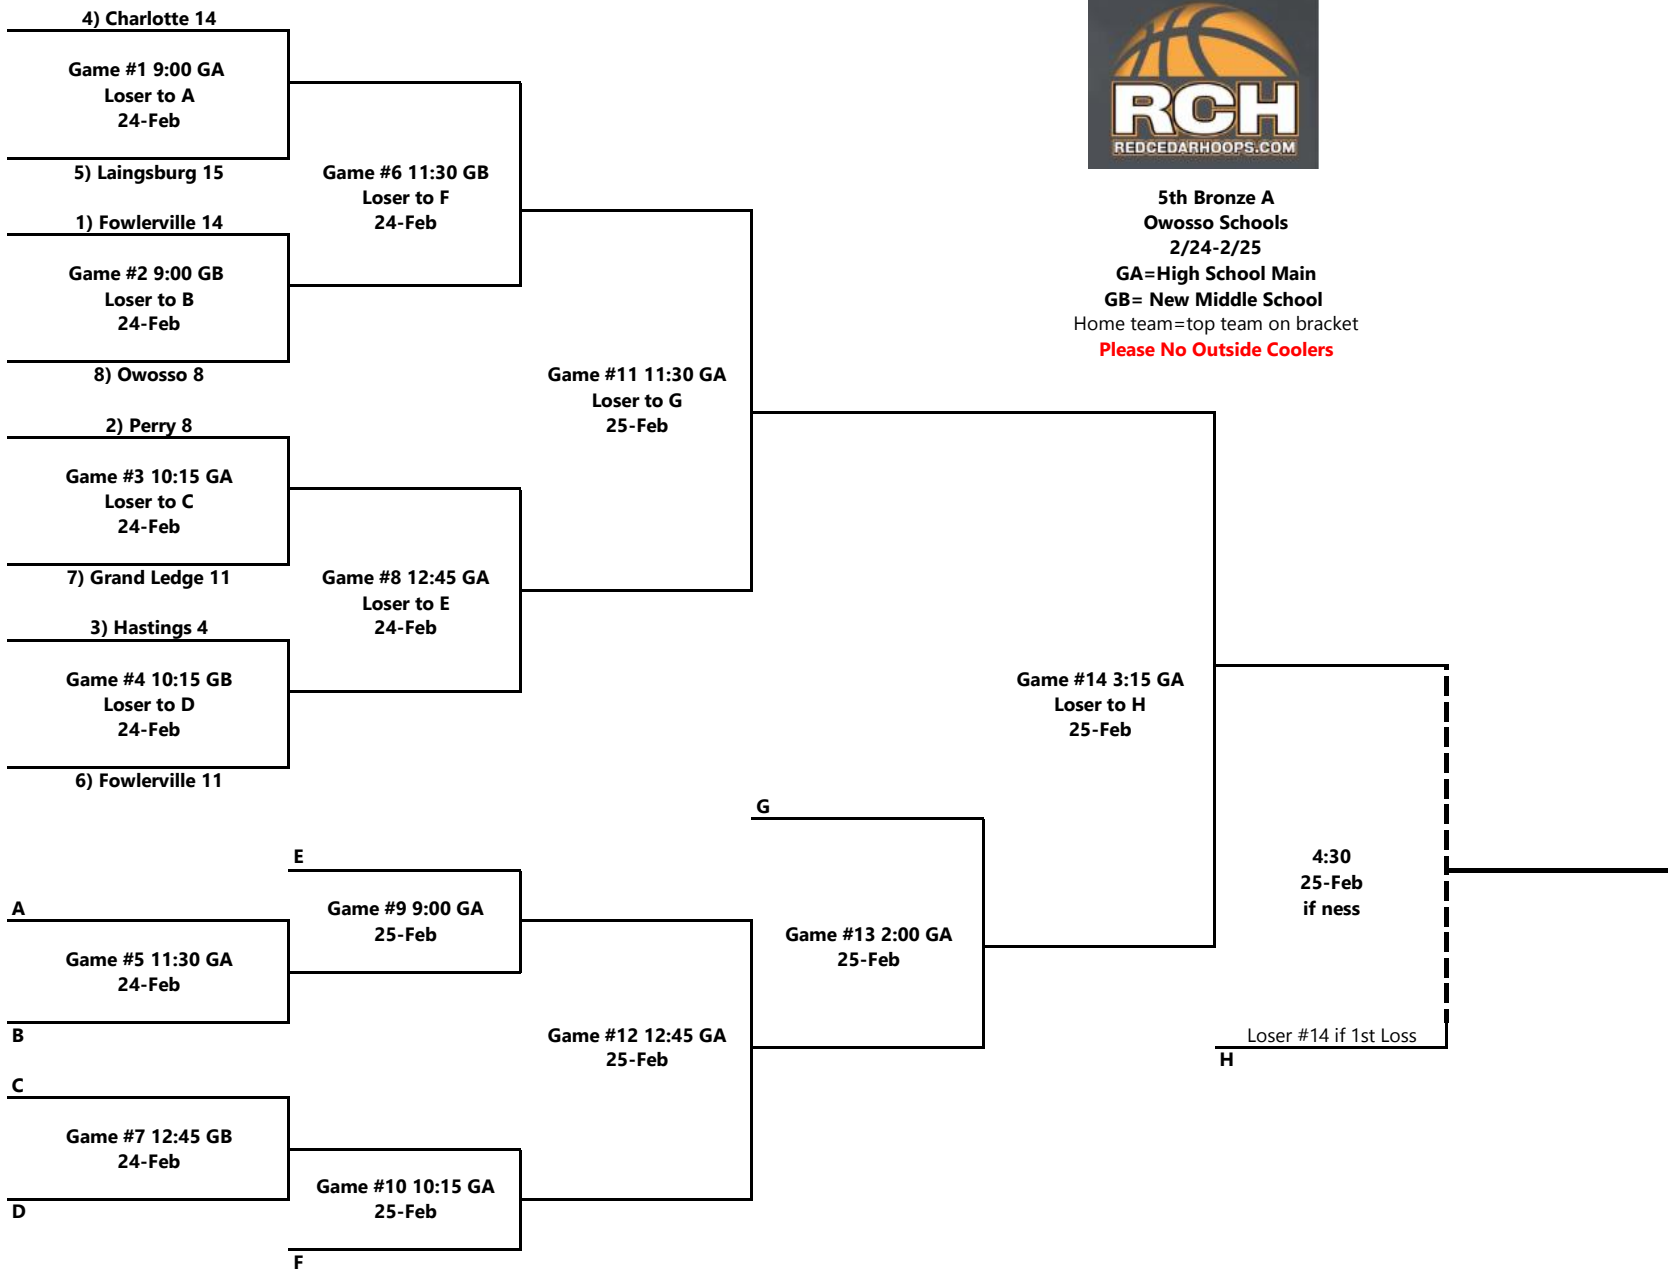 4) Charlotte 14
Game #1 9:00 GA
Loser to A
24-Feb
5) Laingsburg 15
Game #6 11:30 GB
Loser to F
24-Feb
1) Fowlerville 14
Game #2 9:00 GB
Loser to B
24-Feb
8) Owosso 8
RCH
REDCEDARHOOPS.COM
5th Bronze A
Owosso Schools
2/24-2/25
GA=High School Main
GB= New Middle School
Home team=top team on bracket
Please No Outside Coolers
Game #11 11:30 GA
Loser to G
25-Feb
2) Perry 8
Game #3 10:15 GA
Loser to C
24-Feb
7) Grand Ledge 11
Game #8 12:45 GA
Loser to E
24-Feb
3) Hastings 4
Game #4 10:15 GB
Loser to D
24-Feb
6) Fowlerville 11
Game #14 3:15 GA
Loser to H
25-Feb
G
E
A
Game #9 9:00 GA
25-Feb
Game #5 11:30 GA
24-Feb
B
Game #13 2:00 GA
25-Feb
4:30
25-Feb
if ness
Game #12 12:45 GA
25-Feb
Loser #14 if 1st Loss
H
C
Game #7 12:45 GB
24-Feb
D
Game #10 10:15 GA
25-Feb
F